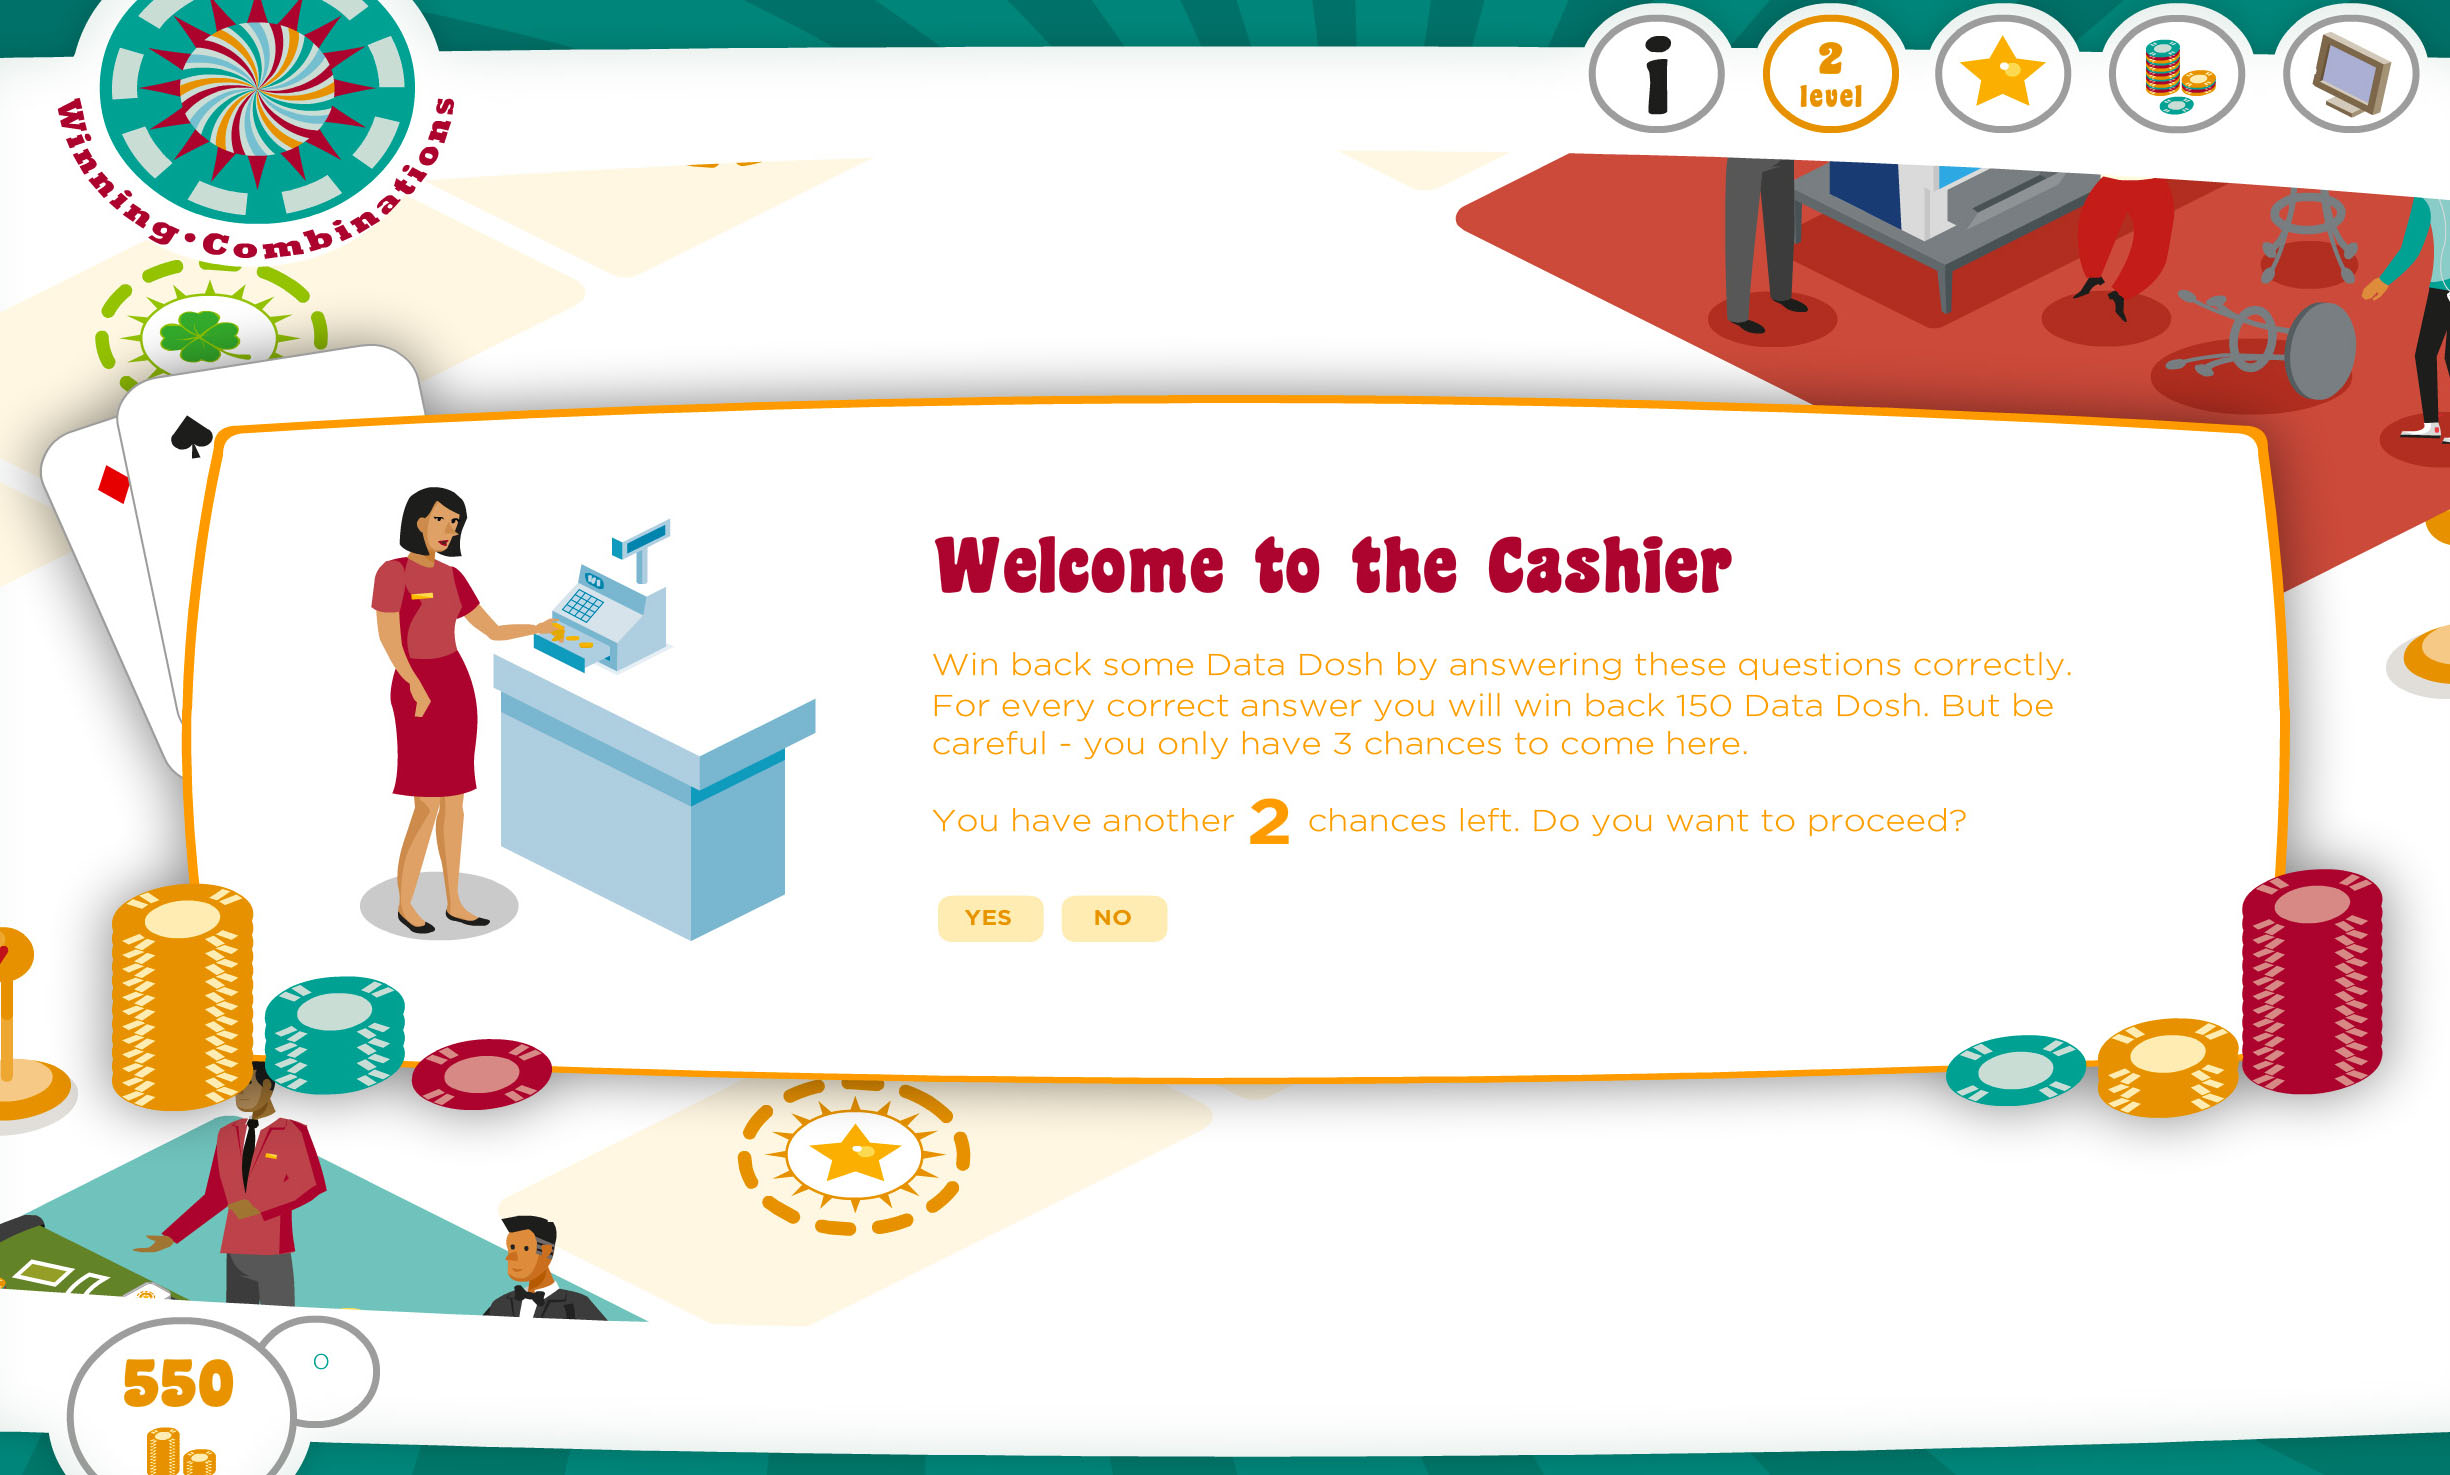 Winning • Combinations
i
2
level
Welcome to the Cashier
Win back some Data Dosh by answering these questions correctly.
For every correct answer you will win back 150 Data Dosh. But be
careful - you only have 3 chances to come here.
You have another 2 chances left. Do you want to proceed?
YES
NO
550
0